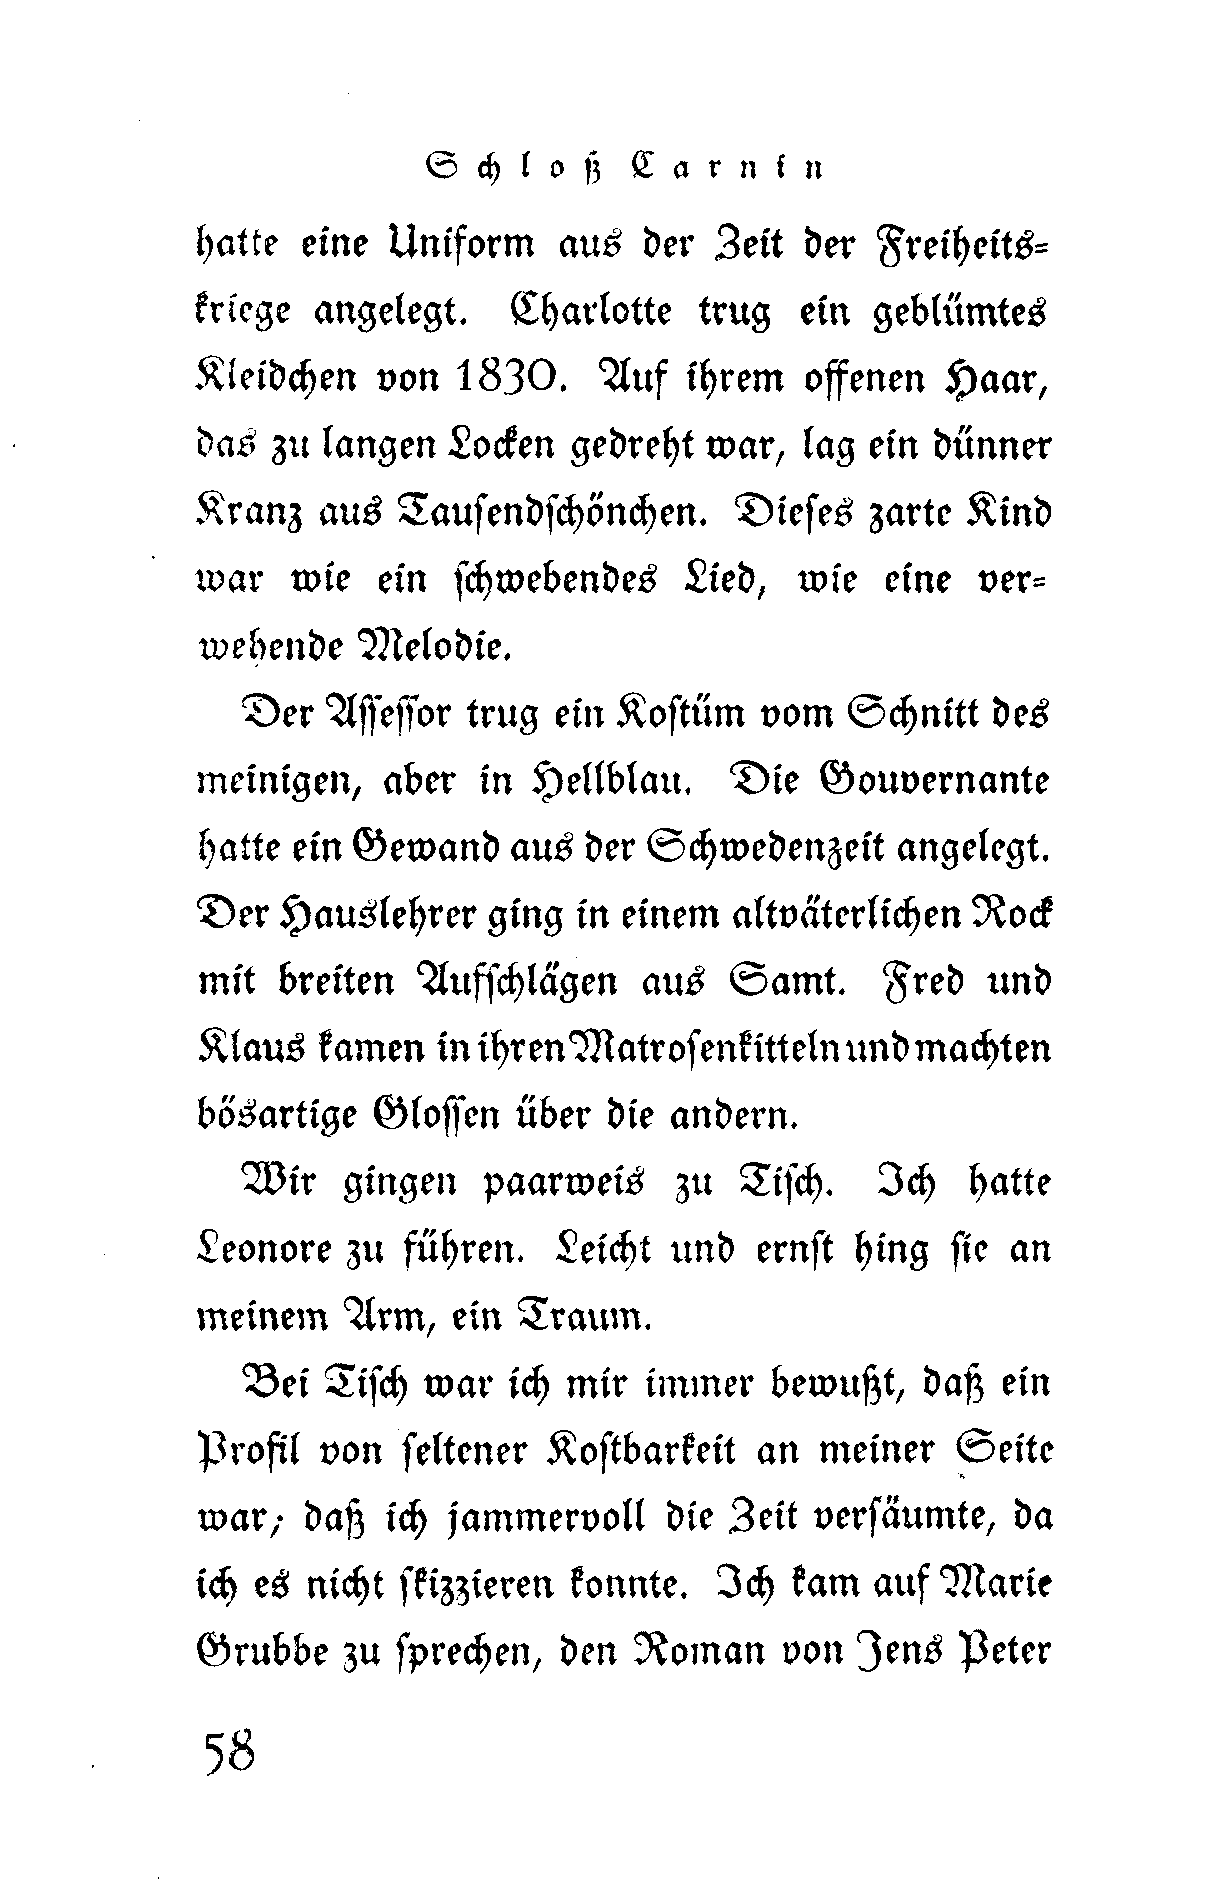 Schloß Carnin
hatte eine Uniform aus der Zeit der Freiheits-
kriege angelegt. Charlotte trug ein geblümtes
Kleidchen von 1830. Auf ihrem offenen Haar,
das zu langen Locken gedreht war, lag ein dünner
Kranz aus Tausendschönchen. Dieses zarte Kind
war wie ein schwebendes Lied, wie eine ver-
wehende Melodie.
Der Assessor trug ein Kostüm vom Schnitt des
meinigen, aber in Hellblau. Die Gouvernante
hatte ein Gewand aus der Schwedenzeit angelegt.
Der Hauslehrer ging in einem altväterlichen Rock
mit breiten Aufschlägen aus Samt. Fred und
Klaus kamen in ihren Matrosenkitteln und machten
bösartige Glossen über die andern.
Wir gingen paarweis zu Tisch. Ich hatte
Leonore zu führen. Leicht und ernst hing sie an
meinem Arm, ein Traum.
Bei Tisch war ich mir immer bewußt, daß ein
Profil von seltener Kostbarkeit an meiner Seite
war; daß ich jammervoll die Zeit versäumte, da
ich es nicht skizzieren konnte. Ich kam auf Marie
Grubbe zu sprechen, den Roman von Jens Peter
58